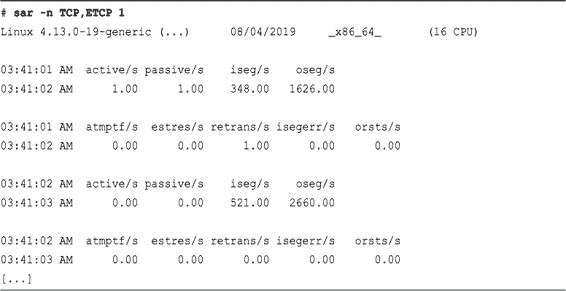 # sar -n TCP,ETCP 1
Linux 4.13.0-19-generic (...) 08/04/2019 _x86_64_ (16 CPU)
03:41:01 AM active/s passive/s iseg/s oseg/s
03:41:02 AM 1.00 1.00 348.00 1626.00
03:41:01 AM atmptf/s estres/s retrans/s isegerr/s orsts/s
03:41:02 AM 0.00 0.00 1.00 0.00 0.00
03:41:02 AM active/s passive/s iseg/s oseg/s
03:41:03 AM 0.00 0.00 521.00 2660.00
03:41:02 AM atmptf/s estres/s retrans/s isegerr/s orsts/s
03:41:03 AM 0.00 0.00 0.00 0.00 0.00
[...]